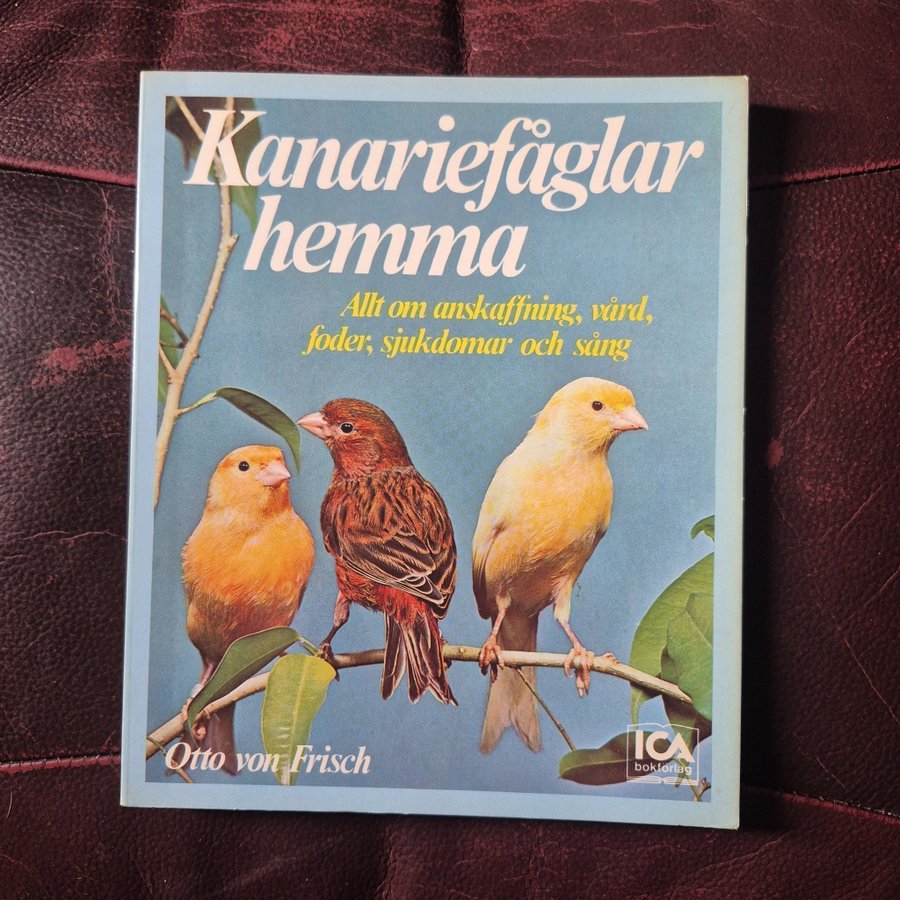 Kanariefåglar
hemma
Allt om anskaffning, vård,
foder, sjukdomar och sång
Otto von Frisch
ICA
bokförlag